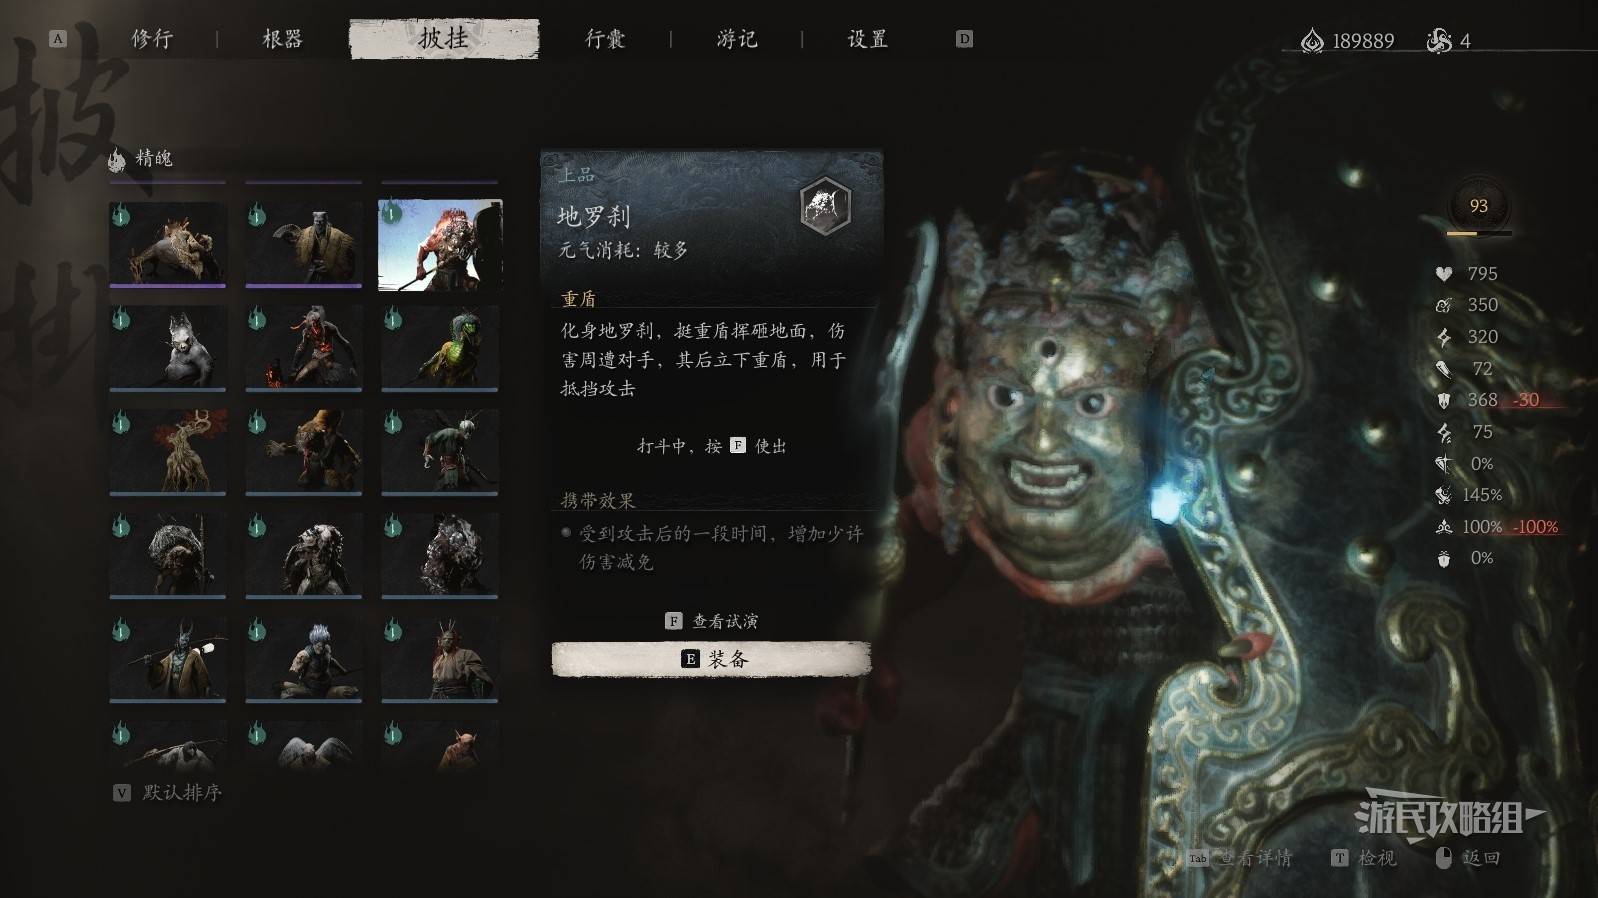 A 修行 | 根器 披挂 行囊 | 游记 | 设置 D
189889 4
披挂
精魄
上品
地罗刹
元气消耗：较多
重盾
化身地罗刹，挺重盾挥砸地面，伤
害周遭对手，其后立下重盾，用于
抵挡攻击
打斗中，按 F 使出
携带效果
受到攻击后的一段时间，增加少许
伤害减免
F 查看试演
E 装备
V 默认排序
93
795
350
320
72
368 -30
75
0%
145%
100% -100%
0%
游民攻略组
Tab 查看详情 T 检视 返回